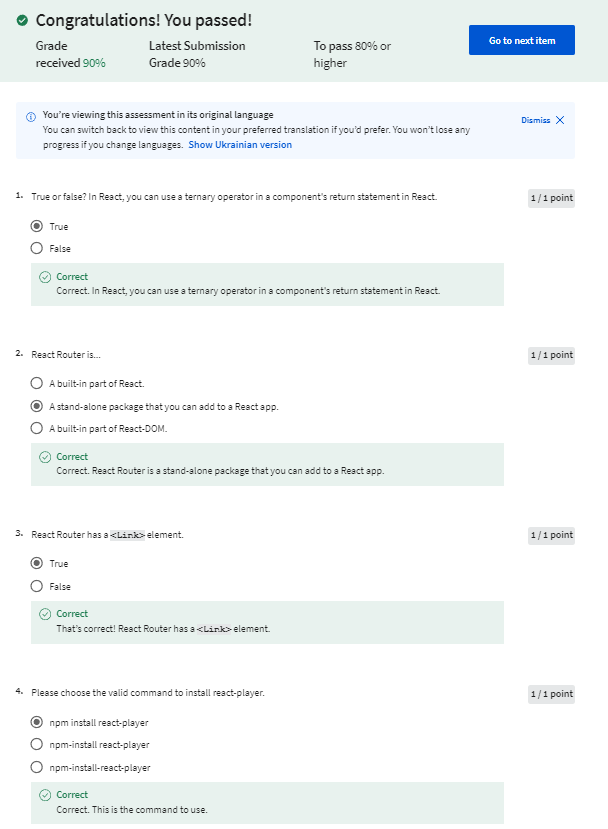 Congratulations! You passed!
Grade received 90%
Latest Submission Grade 90%
To pass 80% or higher
Go to next item
You're viewing this assessment in its original language
You can switch back to view this content in your preferred translation if you'd prefer. You won't lose any
progress if you change languages. Show Ukrainian version
Dismiss
1. True or false? In React, you can use a ternary operator in a component's return statement in React.
1 / 1 point
True
False
Correct
Correct. In React, you can use a ternary operator in a component's return statement in React.
2. React Router is...
1 / 1 point
A built-in part of React.
A stand-alone package that you can add to a React app.
A built-in part of React-DOM.
Correct
Correct. React Router is a stand-alone package that you can add to a React app.
3. React Router has a <Link> element.
1 / 1 point
True
False
Correct
That's correct! React Router has a <Link> element.
4. Please choose the valid command to install react-player.
1 / 1 point
npm install react-player
npm-install react-player
npm-install-react-player
Correct
Correct. This is the command to use.